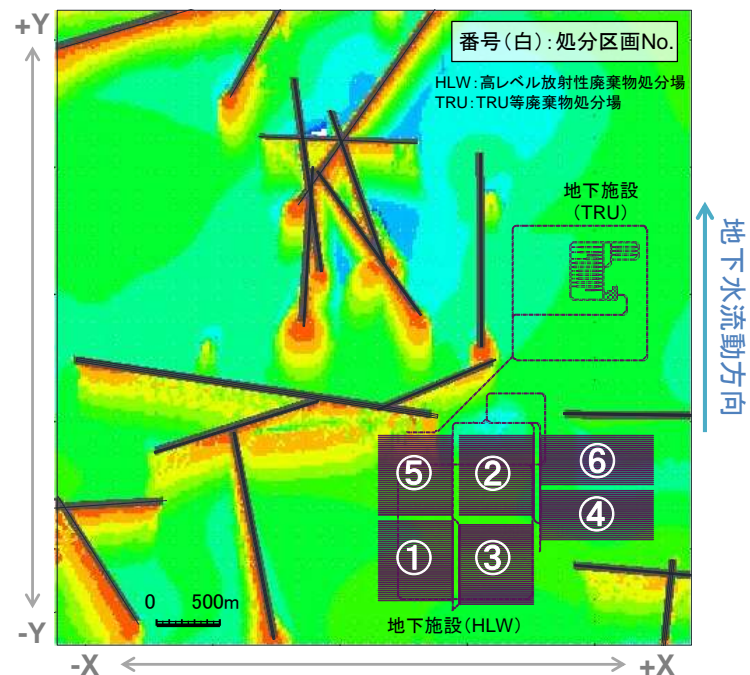 +Y
番号(白):処分区画No.
HLW:高レベル放射性廃棄物処分場
TRU:TRU等廃棄物処分場
地下施設
(TRU)
地下水流動方向
⑤
②
⑥
④
①
③
0 500m
地下施設(HLW)
-Y
-X
+X